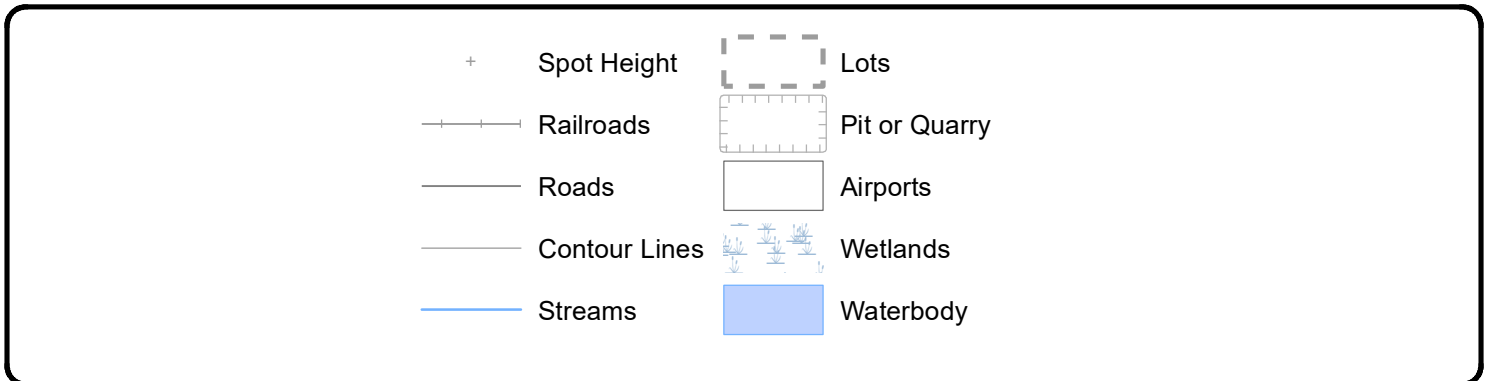 Spot Height
Railroads
Roads
Contour Lines
Streams
Lots
Pit or Quarry
Airports
Wetlands
Waterbody